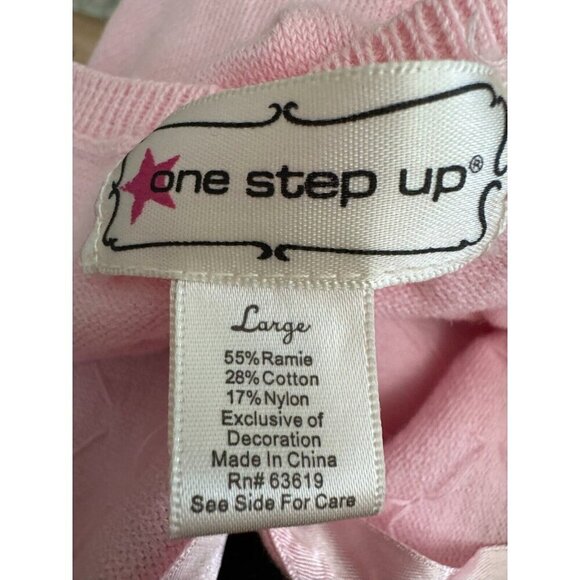 one step up®
Large
55%Ramie
28%Cotton
17%Nylon
Exclusive of
Decoration
Made In China
Rn# 63619
See Side For Care